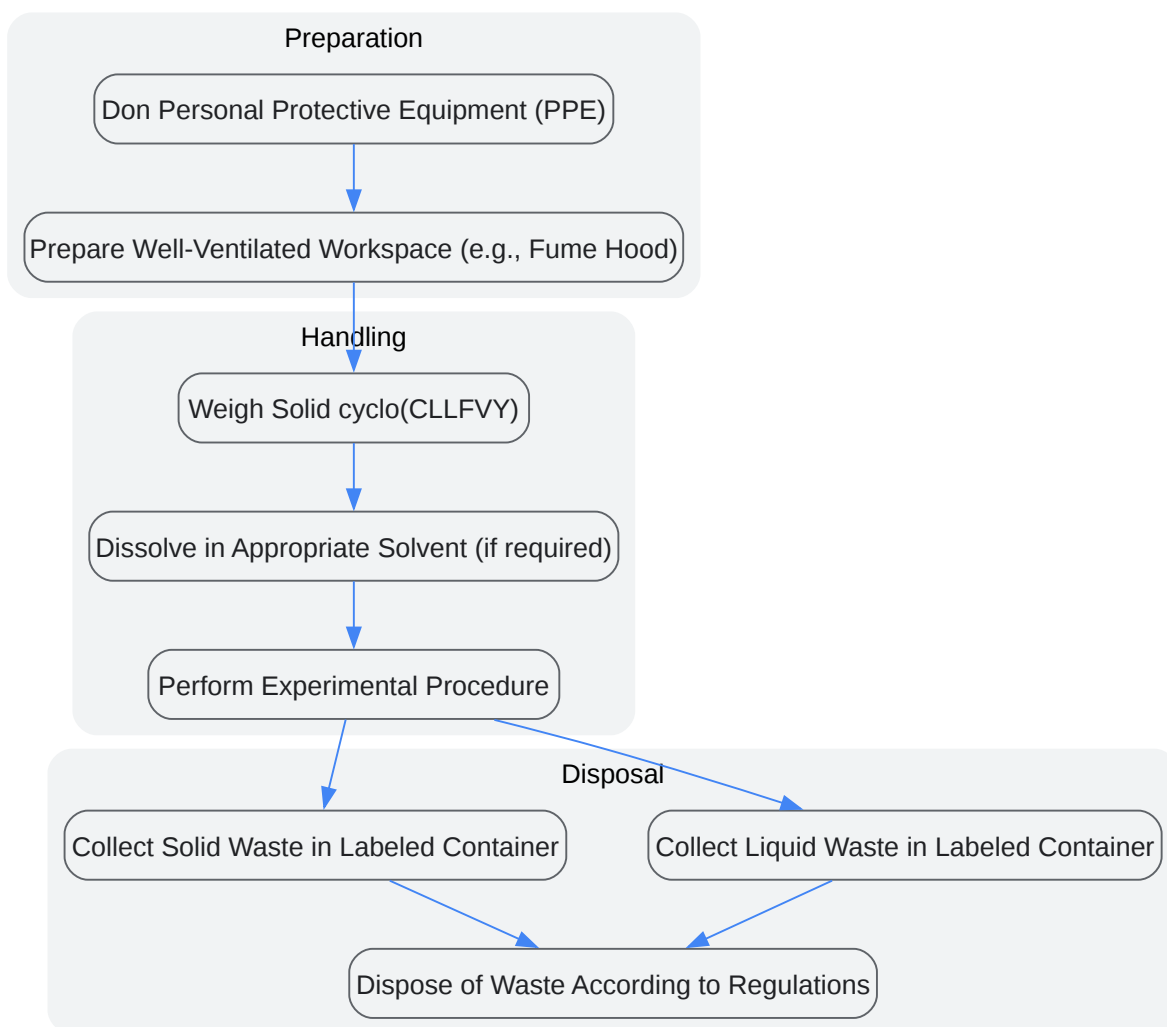 Preparation
Don Personal Protective Equipment (PPE)
Prepare Well-Ventilated Workspace (e.g., Fume Hood)
Handling
Weigh Solid cyclo(CLLFVY)
Dissolve in Appropriate Solvent (if required)
Perform Experimental Procedure
Disposal
Collect Solid Waste in Labeled Container
Collect Liquid Waste in Labeled Container
Dispose of Waste According to Regulations